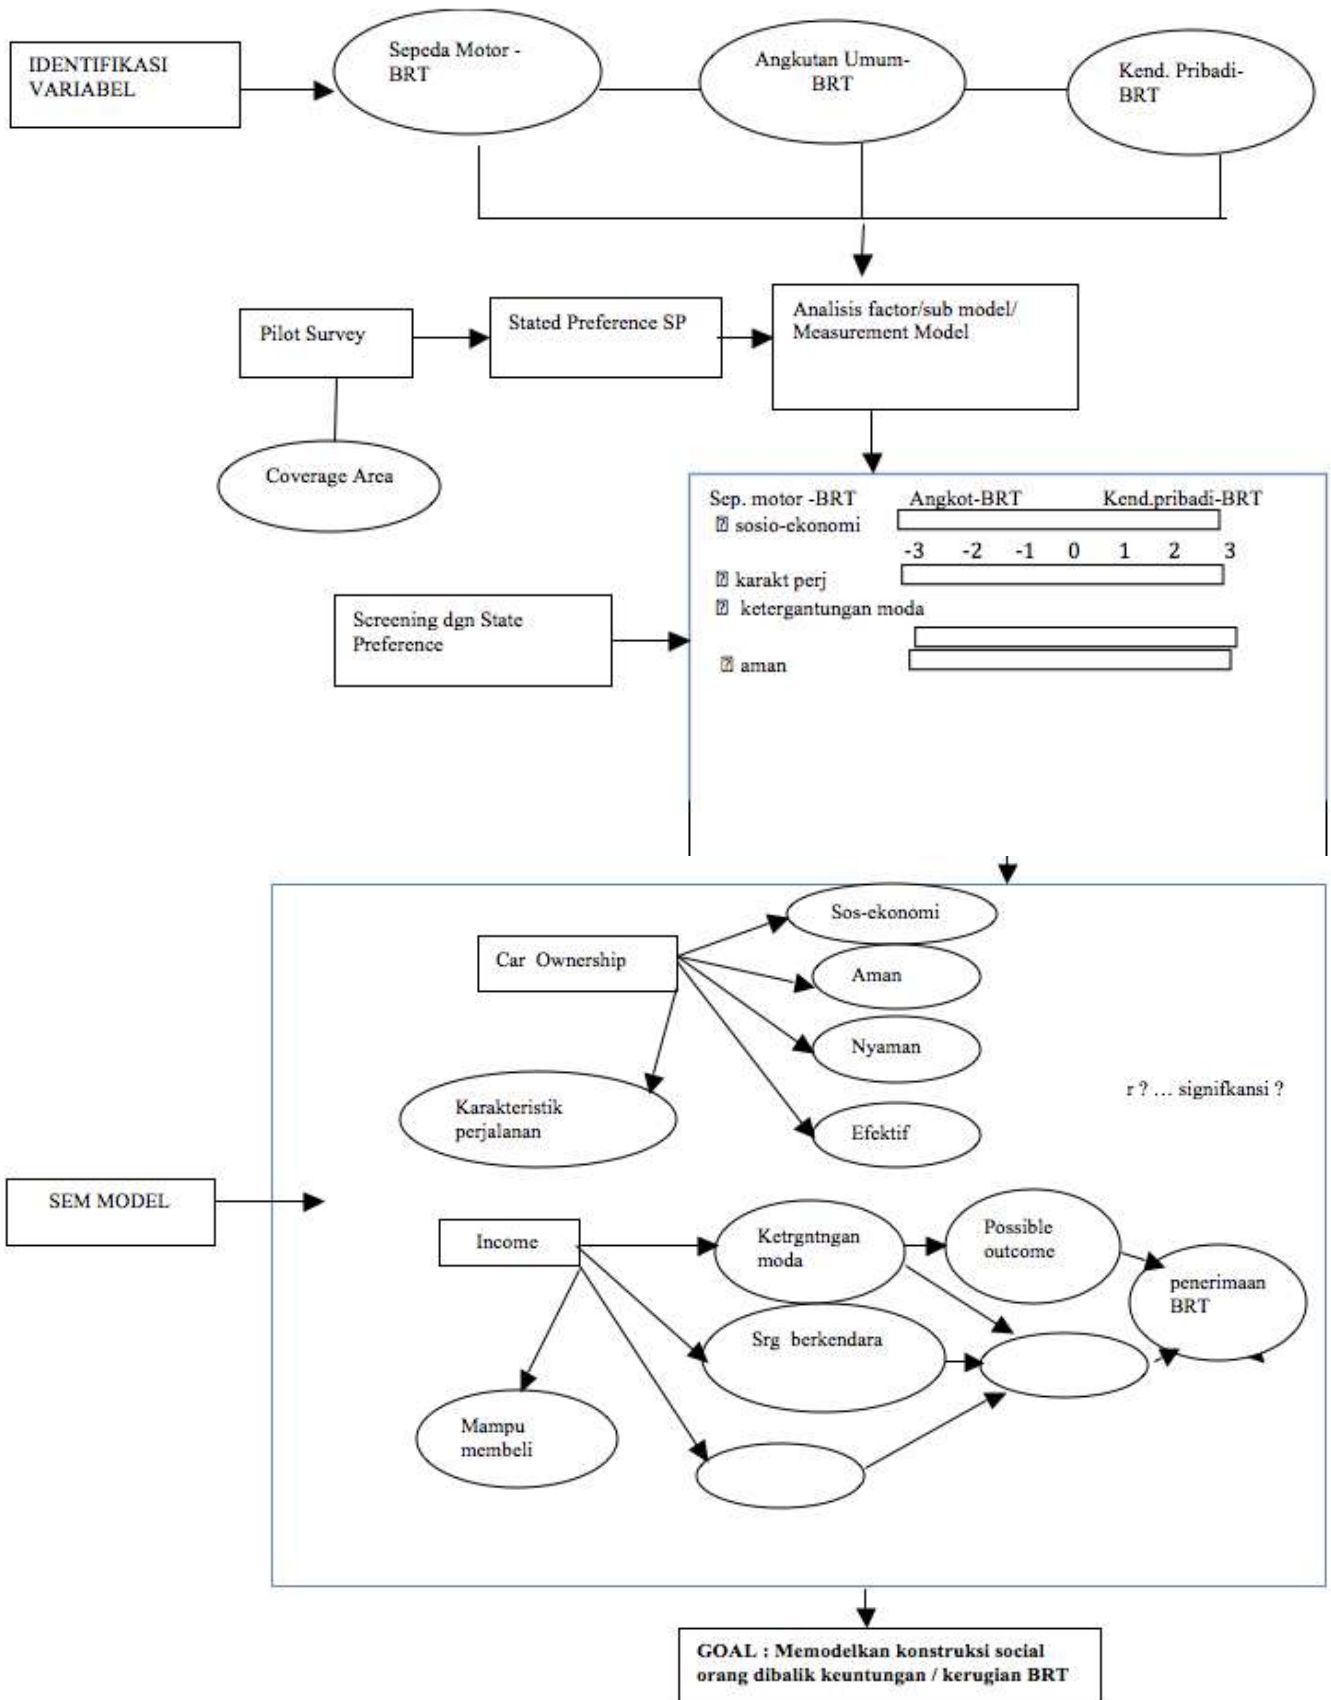 IDENTIFIKASI
VARIABEL
Sepeda Motor -
BRT
Angkutan Umum-
BRT
Kend. Pribadi-
BRT
Pilot Survey
Stated Preference SP
Analisis factor/sub model/
Measurement Model
Coverage Area
Sep. motor -BRT Angkot-BRT Kend.pribadi-BRT
sosio-ekonomi
-3 -2 -1 0 1 2 3
karakt perj
ketergantungan moda
aman
Screening dgn State
Preference
Sos-ekonomi
Car Ownership
Aman
Nyaman
r ? ... signifkansi ?
Karakteristik
perjalanan
Efektif
SEM MODEL
Income
Ketrgntngan
moda
Possible
outcome
penerimaan
BRT
Srg berkendara
Mampu
membeli
GOAL : Memodelkan konstruksi social
orang dibalik keuntungan / kerugian BRT